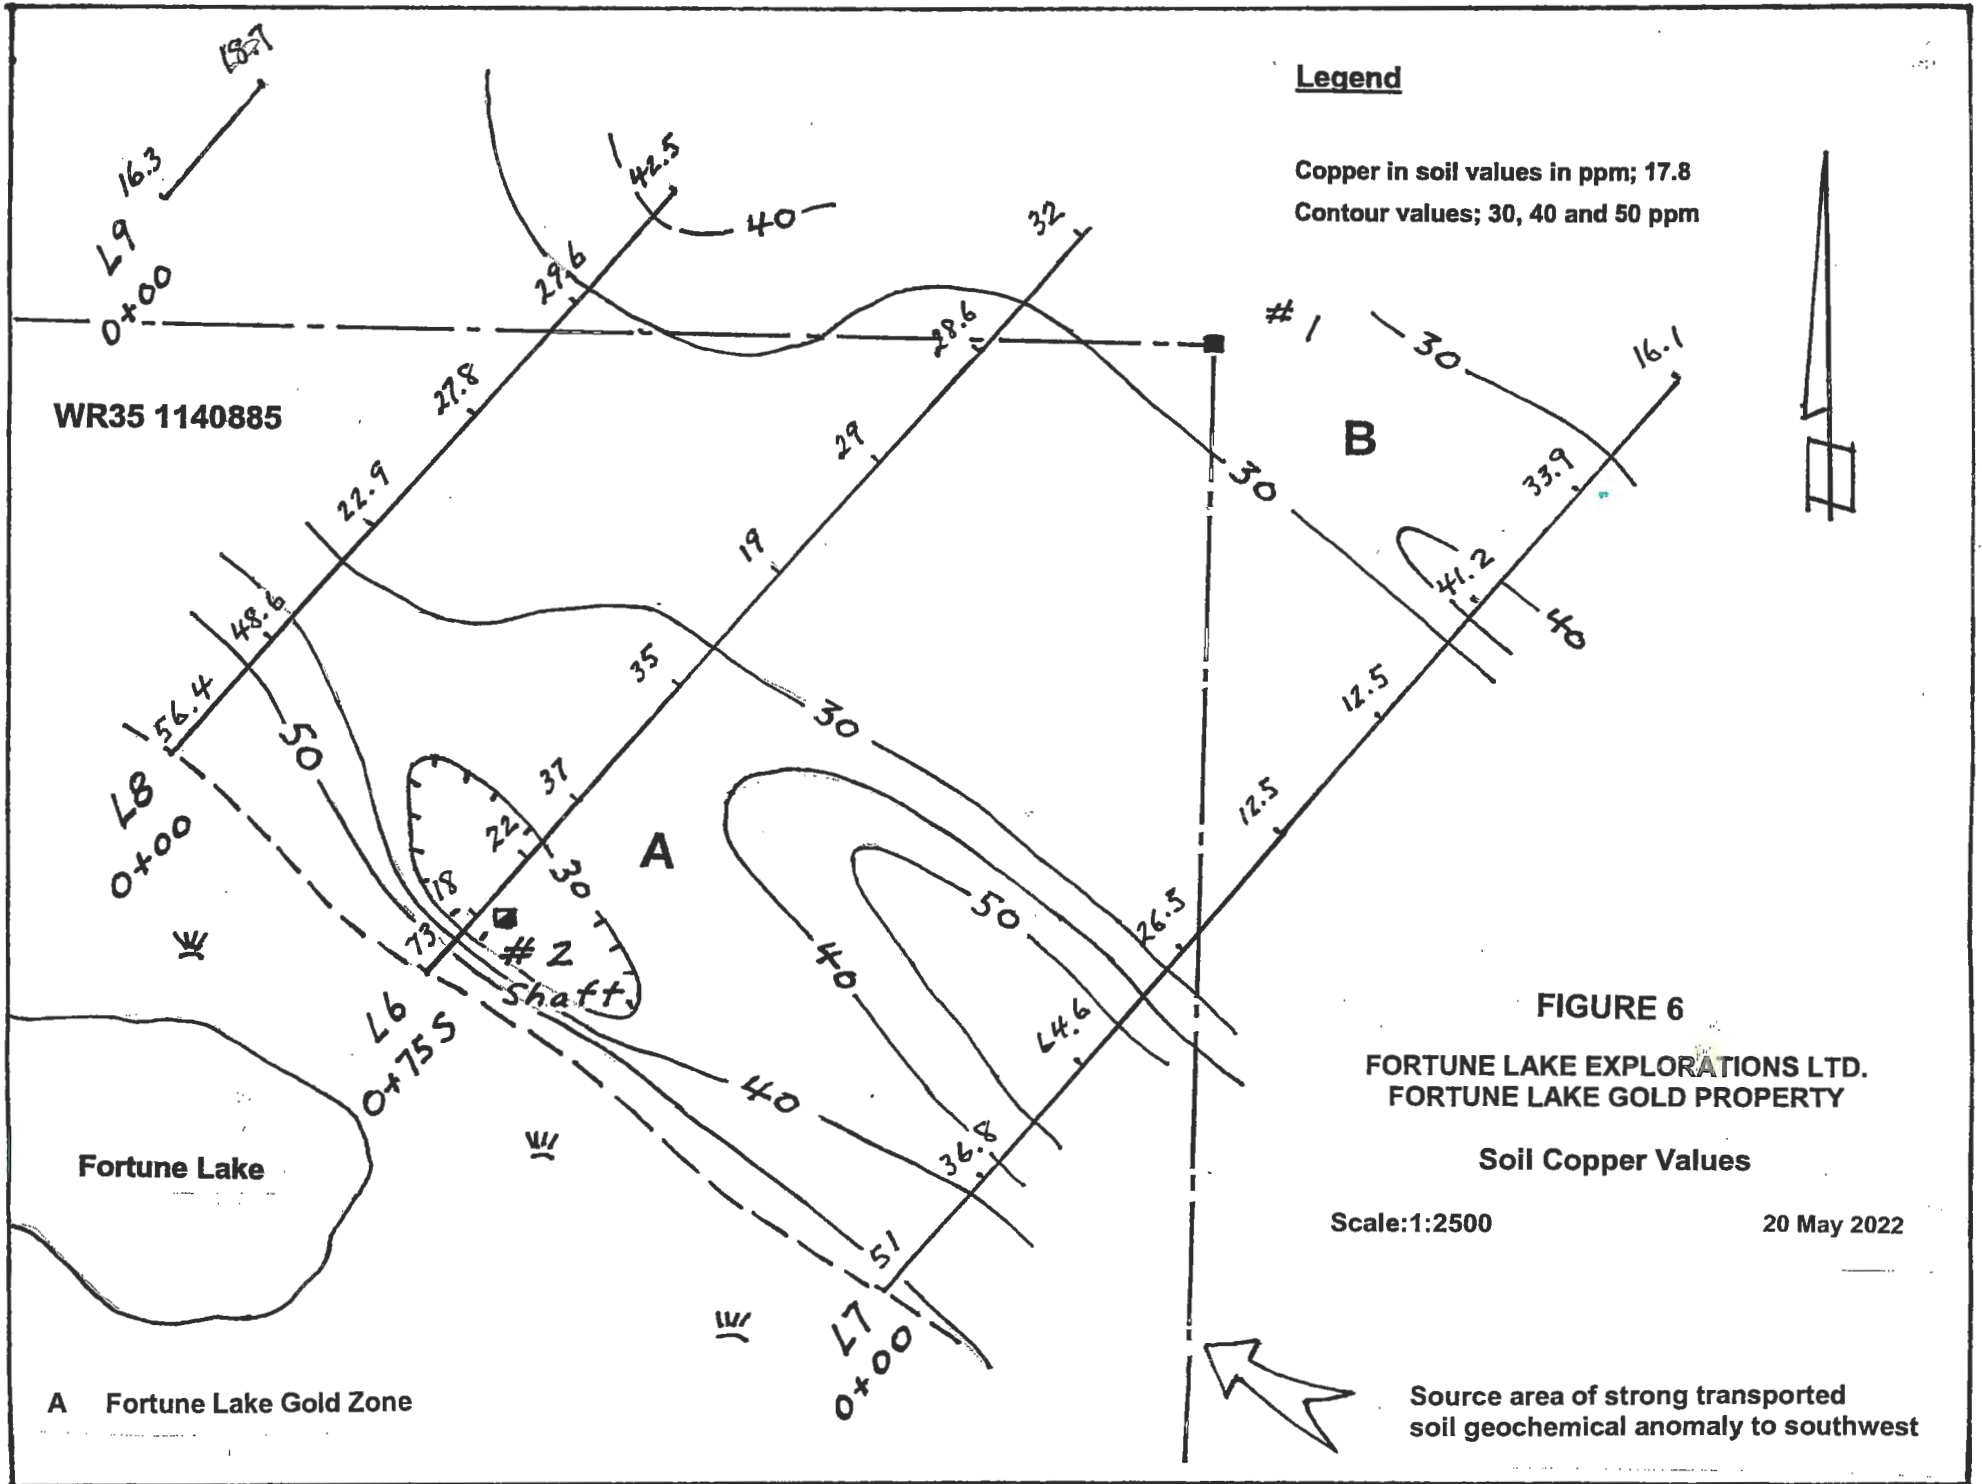 18.7
16.3
L9
0+00
Legend
Copper in soil values in ppm; 17.8
Contour values; 30, 40 and 50 ppm
42.5
40
29.6
27.8
22.9
48.6
56.4
L8
0+00
WR35 1140885
32
28.6
29
19
35
37
22
18
73
L6
0+75 S
# 1
30
B
16.1
33.9
41.2
40
30
12.5
12.5
26.5
36.8
51
L7
0+00
50
30
A
30
50
40
40
# 2
Shaft
Fortune Lake
FIGURE 6
FORTUNE LAKE EXPLORATIONS LTD.
FORTUNE LAKE GOLD PROPERTY
Soil Copper Values
Scale:1:2500
20 May 2022
A Fortune Lake Gold Zone
Source area of strong transported
soil geochemical anomaly to southwest